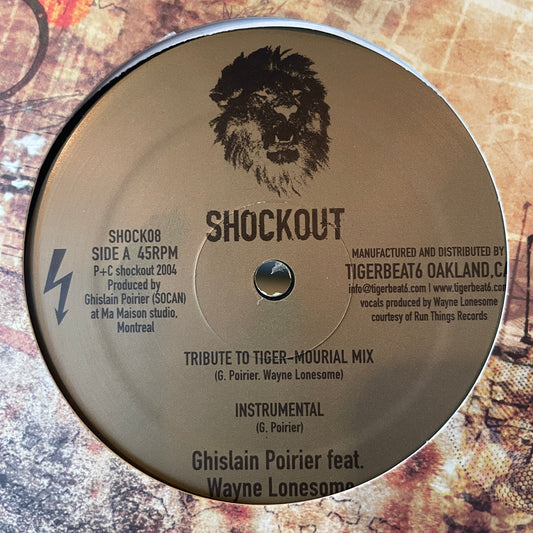 SHOCKOUT
SHOCK08
SIDE A 45RPM
P+C shockout 2004
Produced by
Ghislain Poirier (SOCAN)
at Ma Maison studio,
Montreal
MANUFACTURED AND DISTRIBUTED BY
TIGERBEAT6 OAKLAND,CA
info@tigerbeat6.com | www.tigerbeat6.com
vocals produced by Wayne Lonesome
courtesy of Run Things Records
TRIBUTE TO TIGER-MOURIAL MIX
(G. Poirier. Wayne Lonesome)
INSTRUMENTAL
(G. Poirier)
Ghislain Poirier feat.
Wayne Lonesome